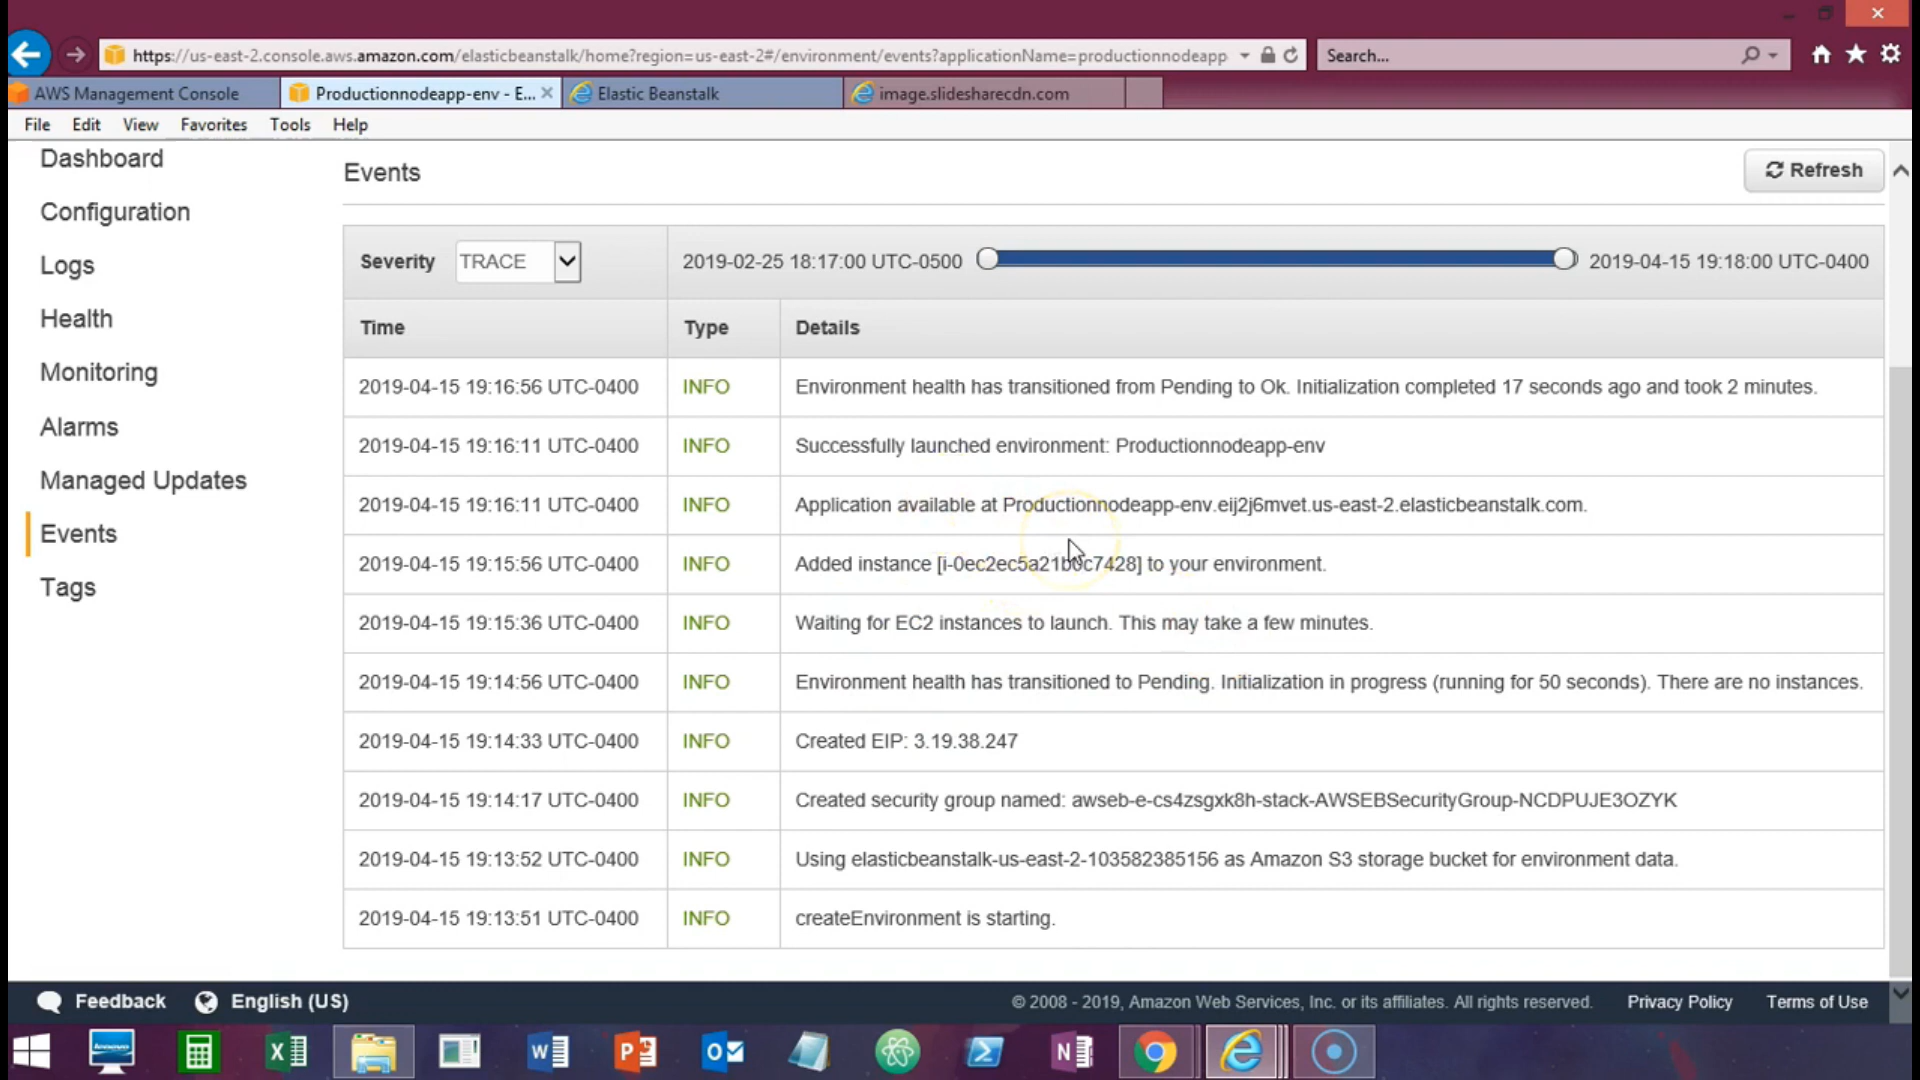 https://us-east-2.console.aws.amazon.com/elasticbeanstalk/home?region=us-east-2#/environment/events?applicationName=productionnodeapp
Search...
AWS Management Console
Productionnodeapp-env - E...
Elastic Beanstalk
image.slidesharecdn.com
File Edit View Favorites Tools Help
Dashboard
Configuration
Logs
Health
Monitoring
Alarms
Managed Updates
Events
Tags
Events
Refresh
Severity TRACE 2019-02-25 18:17:00 UTC-0500 2019-04-15 19:18:00 UTC-0400
Time Type Details
2019-04-15 19:16:56 UTC-0400 INFO Environment health has transitioned from Pending to Ok. Initialization completed 17 seconds ago and took 2 minutes.
2019-04-15 19:16:11 UTC-0400 INFO Successfully launched environment: Productionnodeapp-env
2019-04-15 19:16:11 UTC-0400 INFO Application available at Productionnodeapp-env.eij2j6mvet.us-east-2.elasticbeanstalk.com.
2019-04-15 19:15:56 UTC-0400 INFO Added instance to your environment.
2019-04-15 19:15:36 UTC-0400 INFO Waiting for EC2 instances to launch. This may take a few minutes.
2019-04-15 19:14:56 UTC-0400 INFO Environment health has transitioned to Pending. Initialization in progress (running for 50 seconds). There are no instances.
2019-04-15 19:14:33 UTC-0400 INFO Created EIP: 3.19.38.247
2019-04-15 19:14:17 UTC-0400 INFO Created security group named: awseb-e-cs4zsgxk8h-stack-AWSEBSecurityGroup-NCDPUJE3OZYK
2019-04-15 19:13:52 UTC-0400 INFO Using elasticbeanstalk-us-east-2-103582385156 as Amazon S3 storage bucket for environment data.
2019-04-15 19:13:51 UTC-0400 INFO createEnvironment is starting.
Feedback English (US) © 2008 - 2019, Amazon Web Services, Inc. or its affiliates. All rights reserved. Privacy Policy Terms of Use